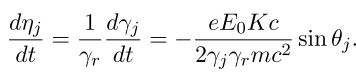 dη_j/dt = 1/γ_r dγ_j/dt = − eE_0Kc/2γ_jγ_rmc^2 sin θ_j.